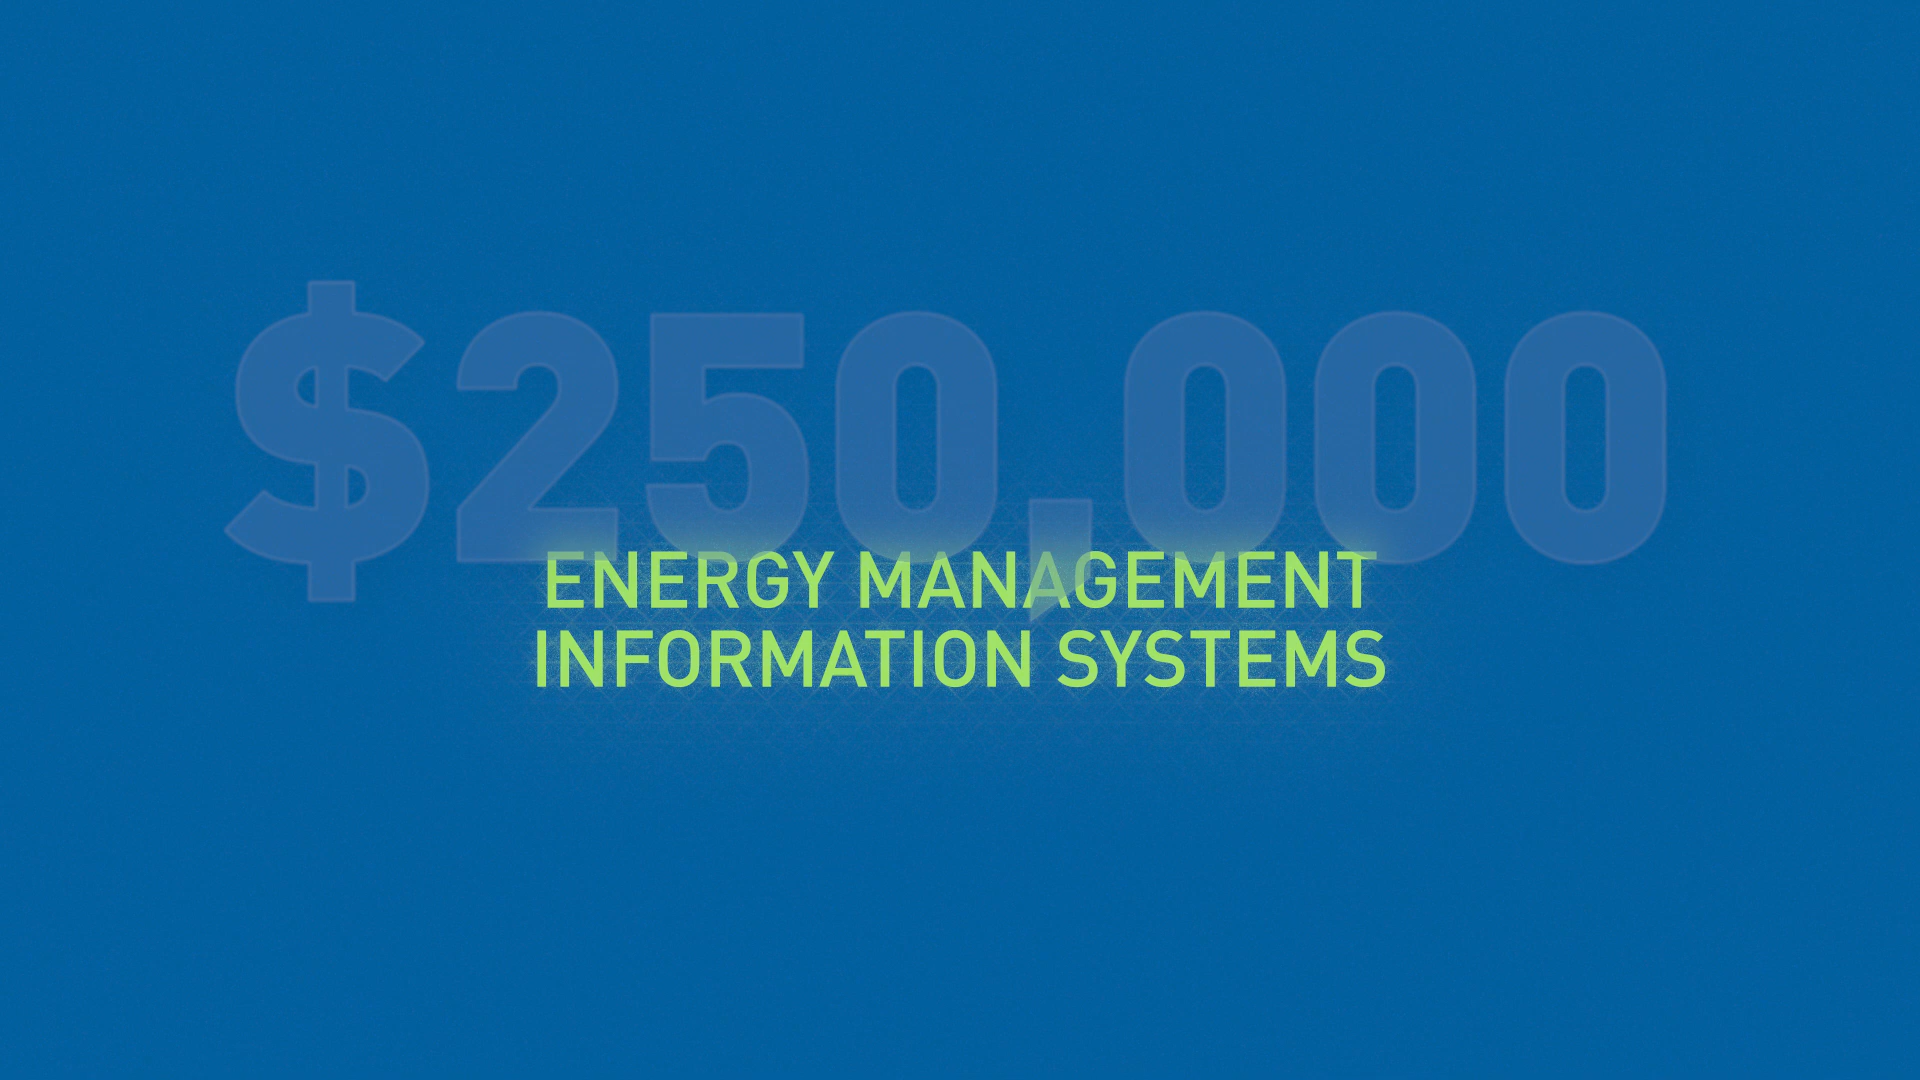 $250,000
ENERGY MANAGEMENT
INFORMATION SYSTEMS